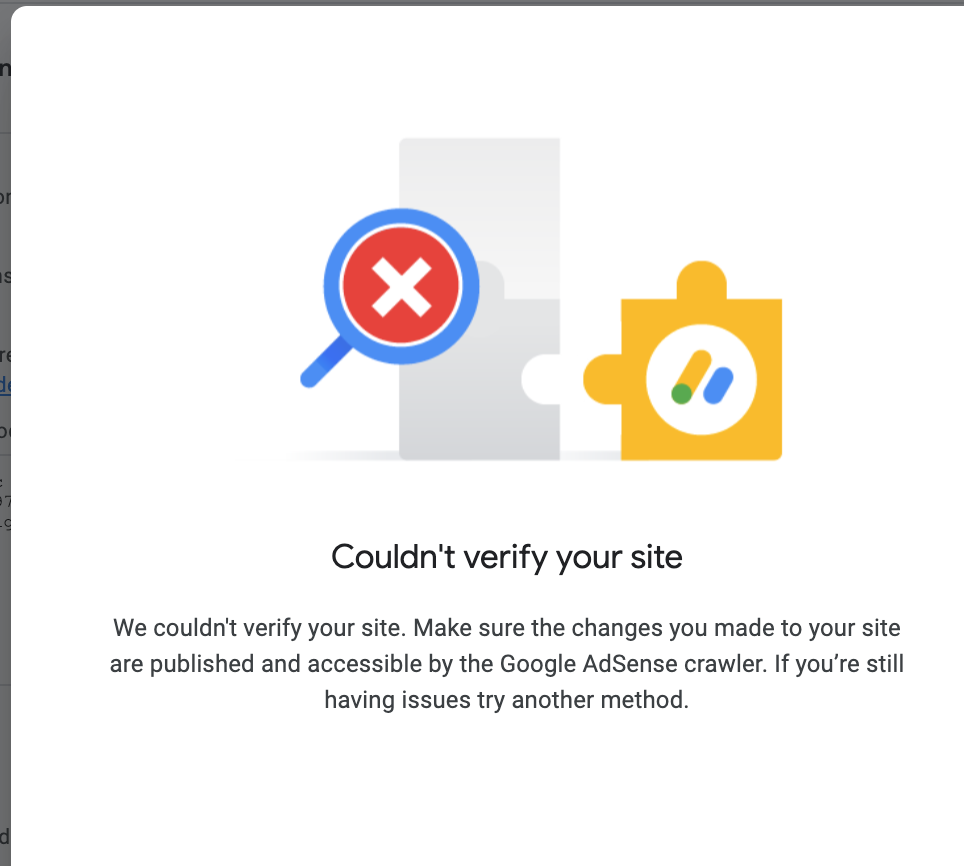 Couldn't verify your site
We couldn't verify your site. Make sure the changes you made to your site
are published and accessible by the Google AdSense crawler. If you’re still
having issues try another method.